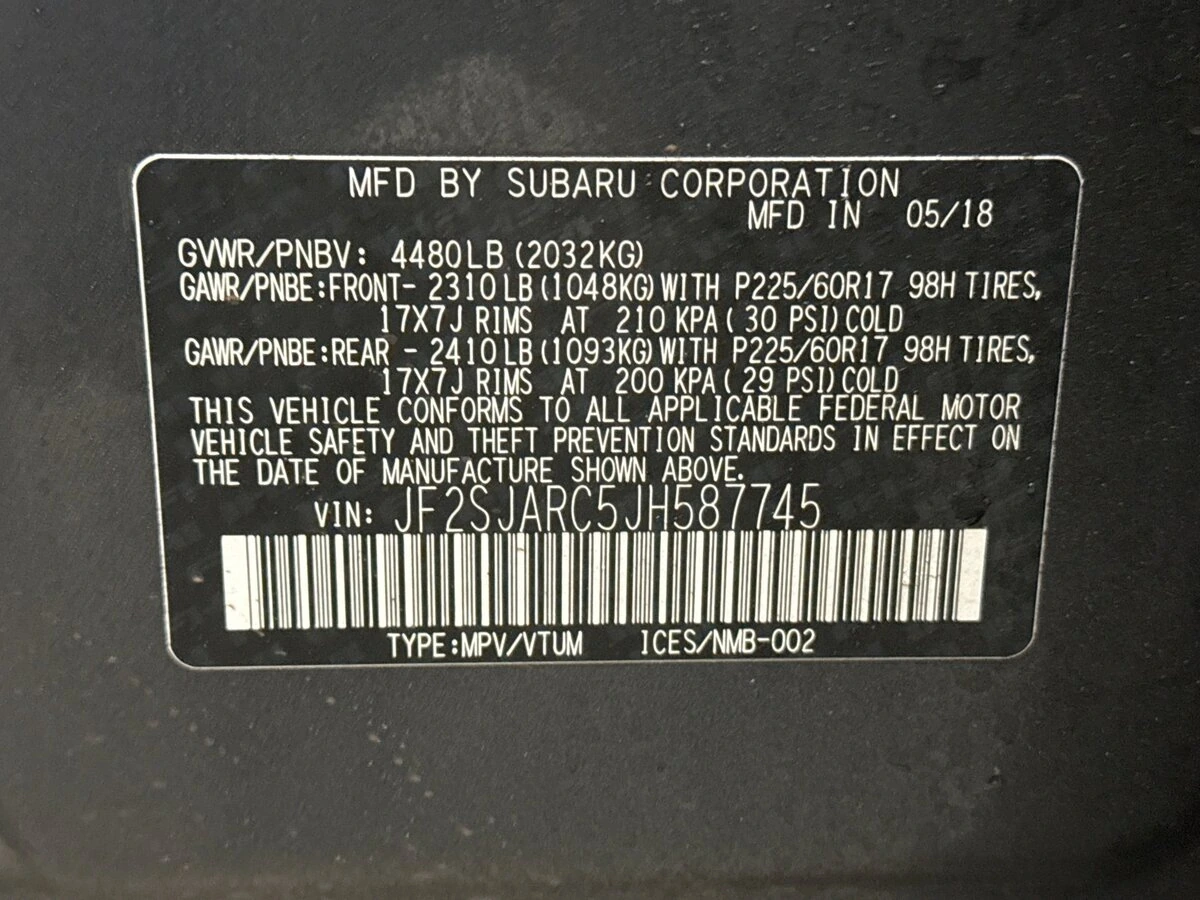 MFD BY SUBARU CORPORATION
MFD IN 05/18
GVWR/PNBV: 4480LB (2032KG)
GAWR/PNBE:FRONT- 2310 LB (1048KG) WITH P225/60R17 98H TIRES,
17X7J RIMS AT 210 KPA ( 30 PSI) COLD
GAWR/PNBE:REAR - 2410 LB (1093KG) WITH P225/60R17 98H TIRES,
17X7J RIMS AT 200 KPA ( 29 PSI) COLD
THIS VEHICLE CONFORMS TO ALL APPLICABLE FEDERAL MOTOR
VEHICLE SAFETY AND THEFT PREVENTION STANDARDS IN EFFECT ON
THE DATE OF MANUFACTURE SHOWN ABOVE.
VIN: JF2SJARC5JH587745
TYPE:MPV/VTUM ICES/NMB-002